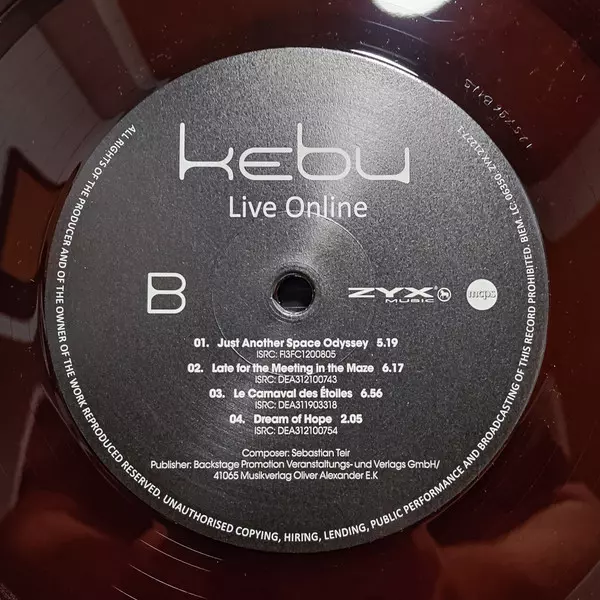 kebu
Live Online
B
ZYX
MUSIC
mcps
01. Just Another Space Odyssey 5.19
ISRC: FI3FC1200805
02. Late for the Meeting in the Maze 6.17
ISRC: DEA312100743
03. Le Carnaval des Étoiles 6.56
ISRC: DEA311903318
04. Dream of Hope 2.05
ISRC: DEA312100754
Composer: Sebastian Teir
Publisher: Backstage Promotion Veranstaltungs- und Verlags GmbH/
41065 Musikverlag Oliver Alexander E.K
ALL RIGHTS OF THE PRODUCER AND OF THE OWNER OF THE WORK REPRODUCED RESERVED. UNAUTHORISED COPYING, HIRING, LENDING, PUBLIC PERFORMANCE AND BROADCASTING OF THIS RECORD PROHIBITED. BIEM. LC: 06350. ZYX 21227-1